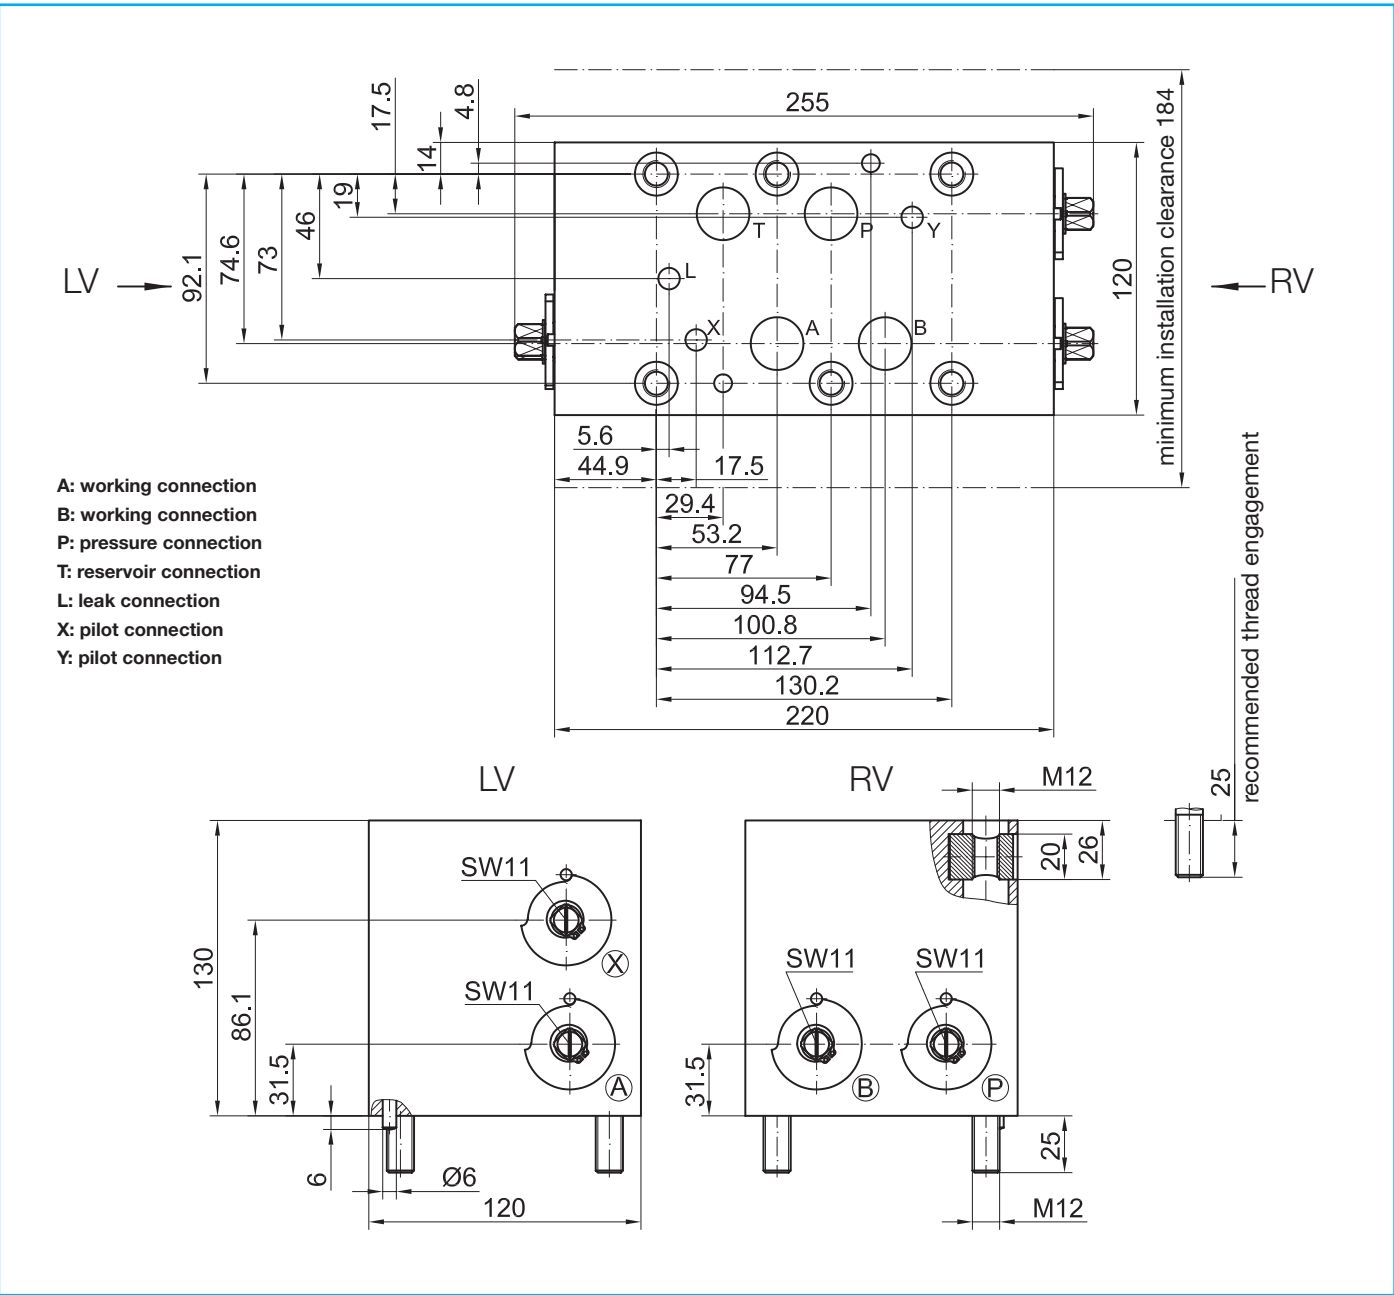 255
17.5
4.8
14
19
46
73
74.6
92.1
minimum installation clearance 184
120
T
P
Y
L
X
A
B
LV
RV
5.6
44.9
17.5
29.4
53.2
77
94.5
100.8
112.7
130.2
220
A: working connection
B: working connection
P: pressure connection
T: reservoir connection
L: leak connection
X: pilot connection
Y: pilot connection
recommended thread engagement
25
LV
SW11
X
SW11
A
130
86.1
31.5
6
Ø6
120
RV
M12
20
26
SW11
SW11
B
P
31.5
25
M12